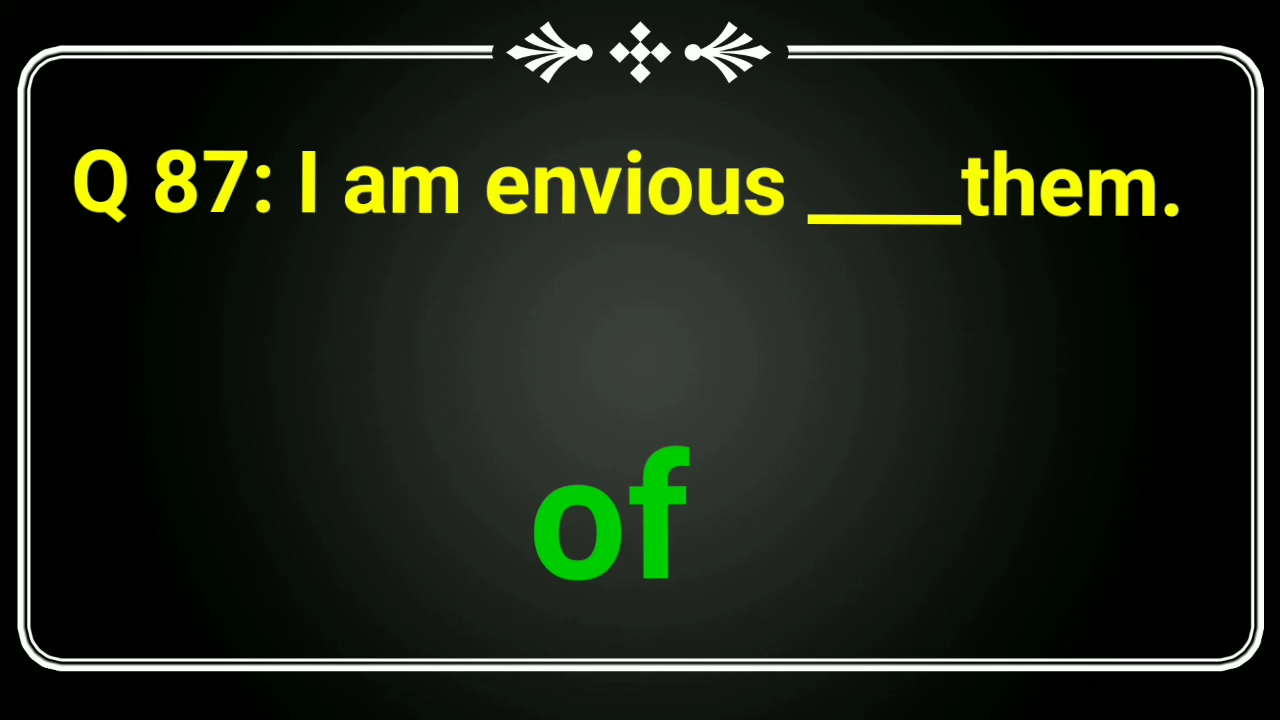 Q 87: I am envious ____them.
of